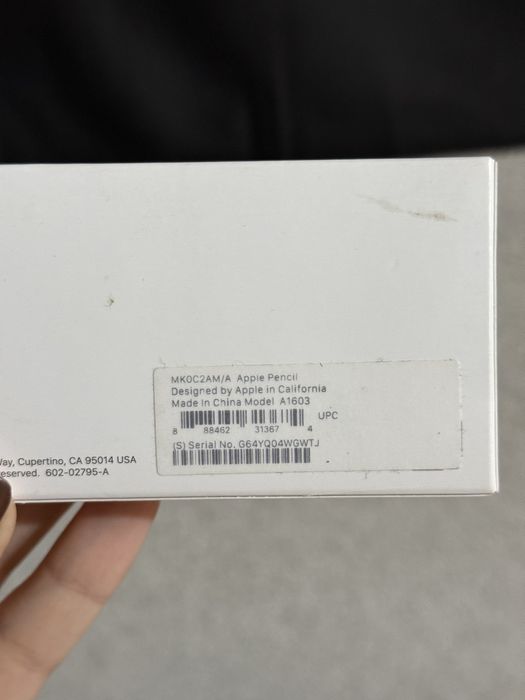 MK0C2AM/A Apple Pencil
Designed by Apple in California
Made in China Model A1603
UPC
8 88462 31367 4
(S) Serial No. G64YQ04WGWTJ
Way, Cupertino, CA 95014 USA
eserved. 602-02795-A